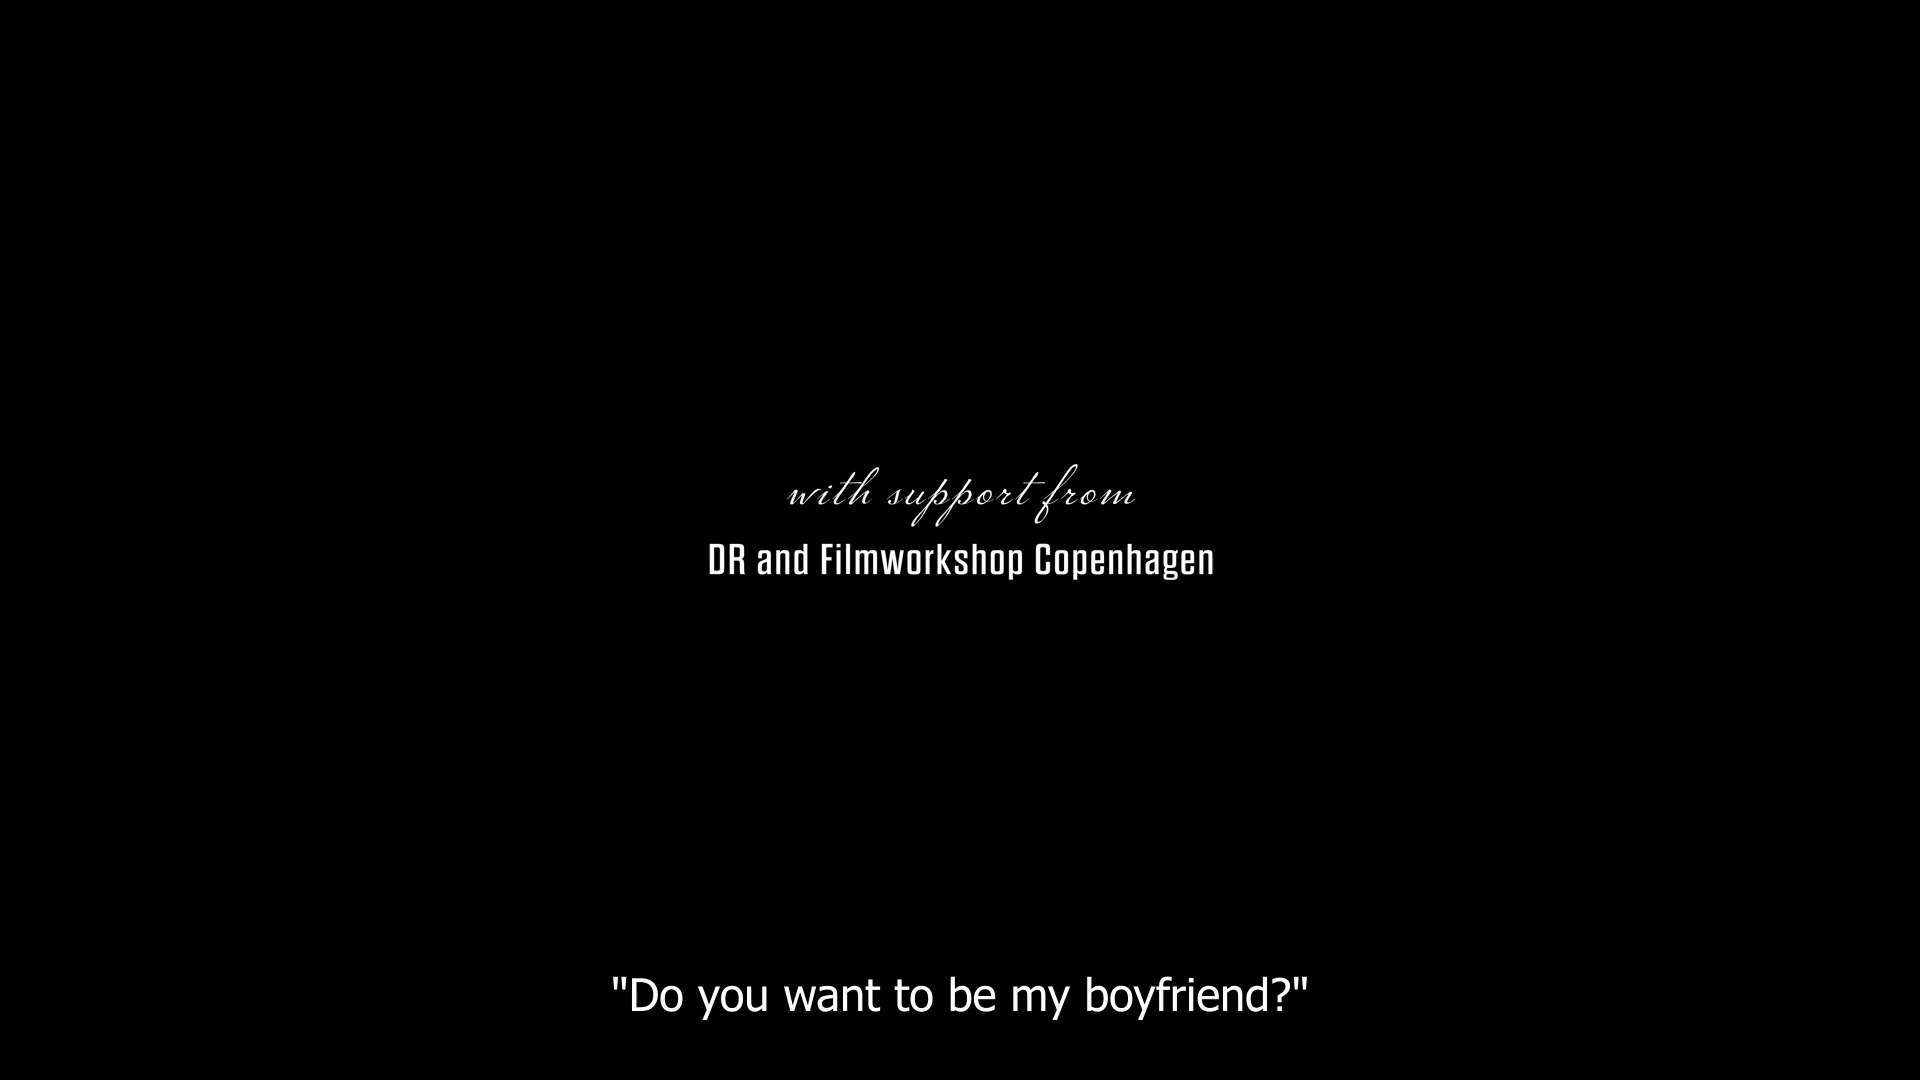 with support from
DR and Filmworkshop Copenhagen
"Do you want to be my boyfriend?"